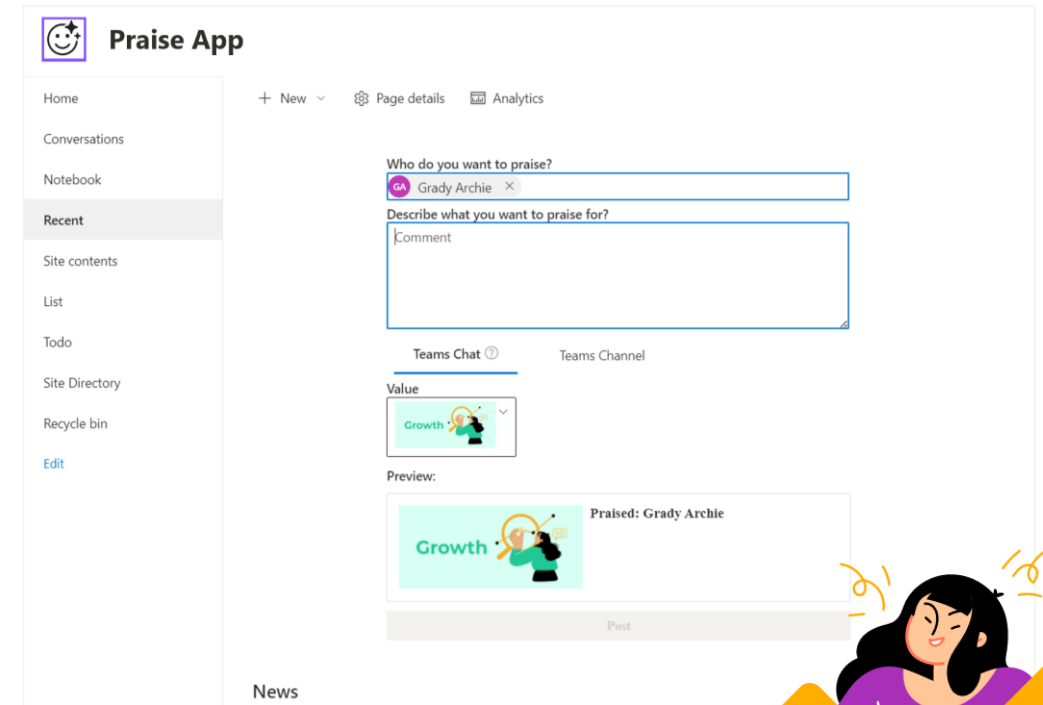 Praise App
Home
Conversations
Notebook
Recent
Site contents
List
Todo
Site Directory
Recycle bin
Edit
New
Page details
Analytics
Who do you want to praise?
GA Grady Archie
Describe what you want to praise for?
Comment
Teams Chat ?
Teams Channel
Value
Growth
Preview:
Growth
Praised: Grady Archie
Post
News